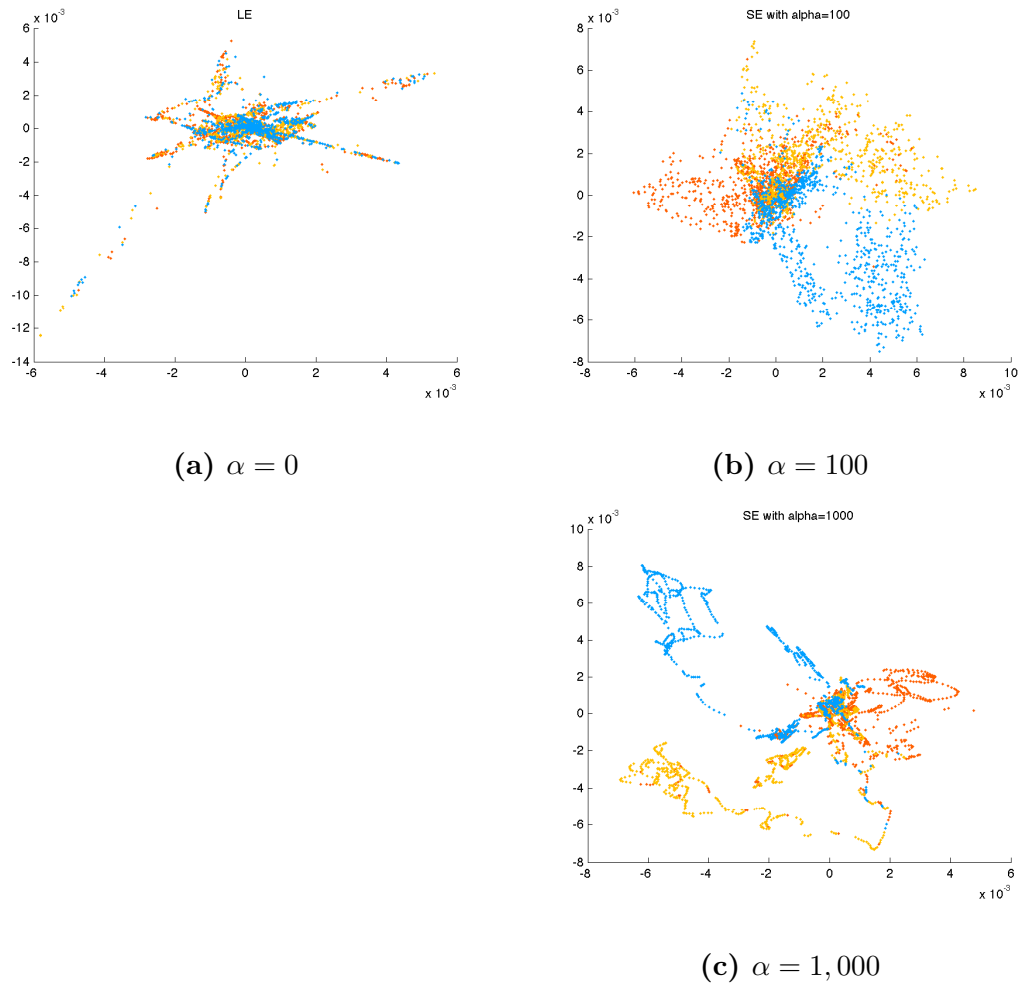 LE
x 10⁻³
6
4
2
0
-2
-4
-6
-8
-10
-12
-14
-6 -4 -2 0 2 4 6
x 10⁻³
(a) α = 0
SE with alpha=100
x 10⁻³
8
6
4
2
0
-2
-4
-6
-8
-8 -6 -4 -2 0 2 4 6 8 10
x 10⁻³
(b) α = 100
SE with alpha=1000
x 10⁻³
10
8
6
4
2
0
-2
-4
-6
-8
-8 -6 -4 -2 0 2 4 6
x 10⁻³
(c) α = 1,000